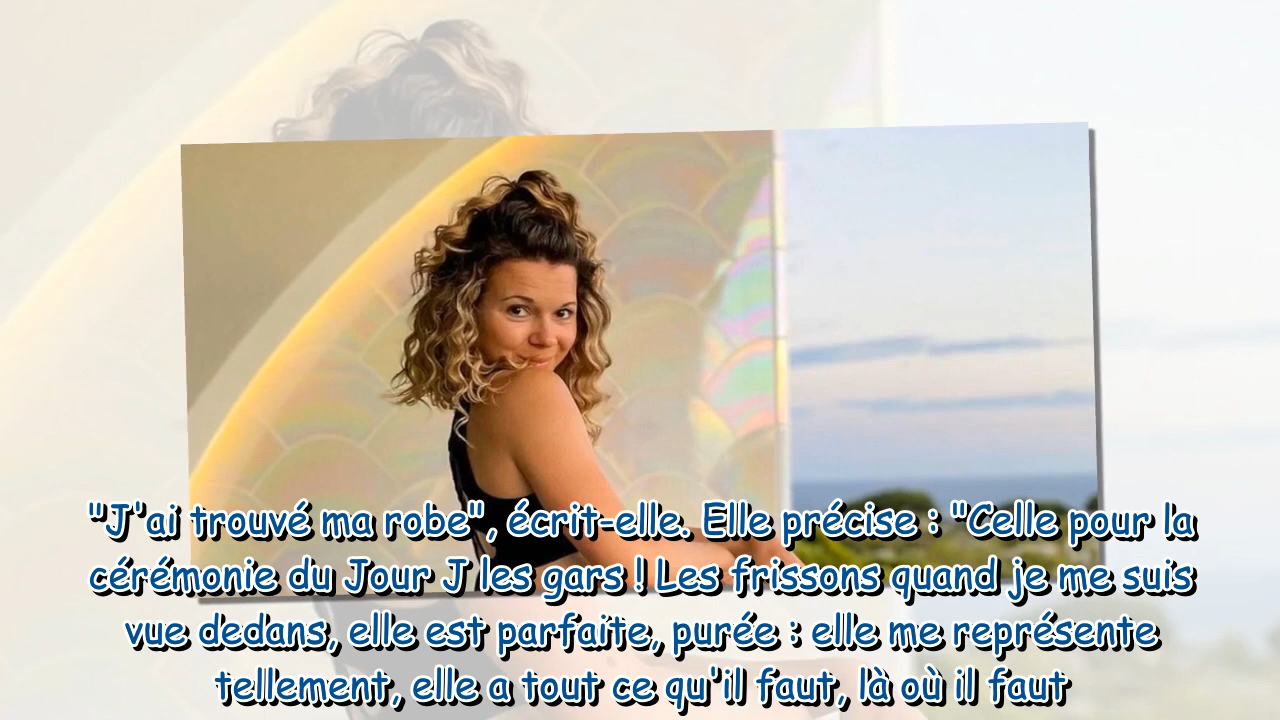 "J'ai trouvé ma robe", écrit-elle. Elle précise : "Celle pour la
cérémonie du Jour J les gars ! Les frissons quand je me suis
vue dedans, elle est parfaite, purée : elle me représente
tellement, elle a tout ce qu'il faut, là où il faut